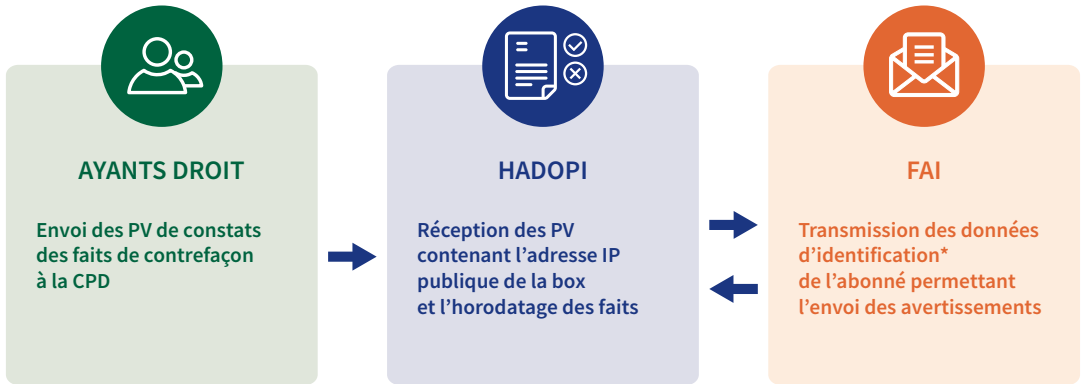 AYANTS DROIT
Envoi des PV de constats
des faits de contrefaçon
à la CPD
HADOPI
Réception des PV
contenant l’adresse IP
publique de la box
et l’horodatage des faits
FAI
Transmission des données
d’identification*
de l’abonné permettant
l’envoi des avertissements